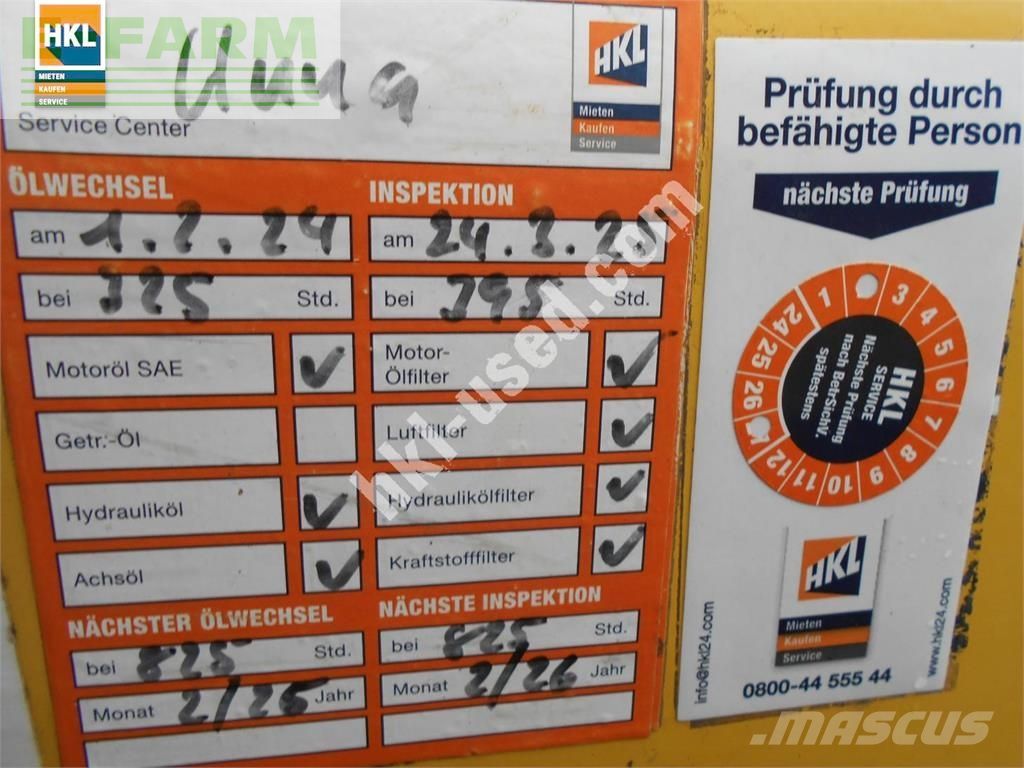 HKL
FARM
MIETEN
KAUFEN
SERVICE
Unna
Service Center
HKL
Mieten
Kaufen
Service
ÖLWECHSEL
am 1.2.24
bei 325 Std.
Motoröl SAE
Getr.-Öl
Hydrauliköl
Achsöl
NÄCHSTER ÖLWECHSEL
bei 825 Std.
Monat 2/25 Jahr
INSPEKTION
am 24.3.2
bei 395 Std.
Motor-
Ölfilter
Luftfilter
Hydraulikölfilter
Kraftstofffilter
NÄCHSTE INSPEKTION
bei 825 Std.
Monat 2/26 Jahr
hkl-used.com
Prüfung durch
befähigte Person
nächste Prüfung
1 3 4 5 6 7 8 9 10 11 12
24 25 26
HKL
SERVICE
Nächste Prüfung
nach BetrSichV.
spätestens
HKL
Mieten
Kaufen
Service
info@hkl24.com
www.hkl24.com
0800-44 555 44
mascus